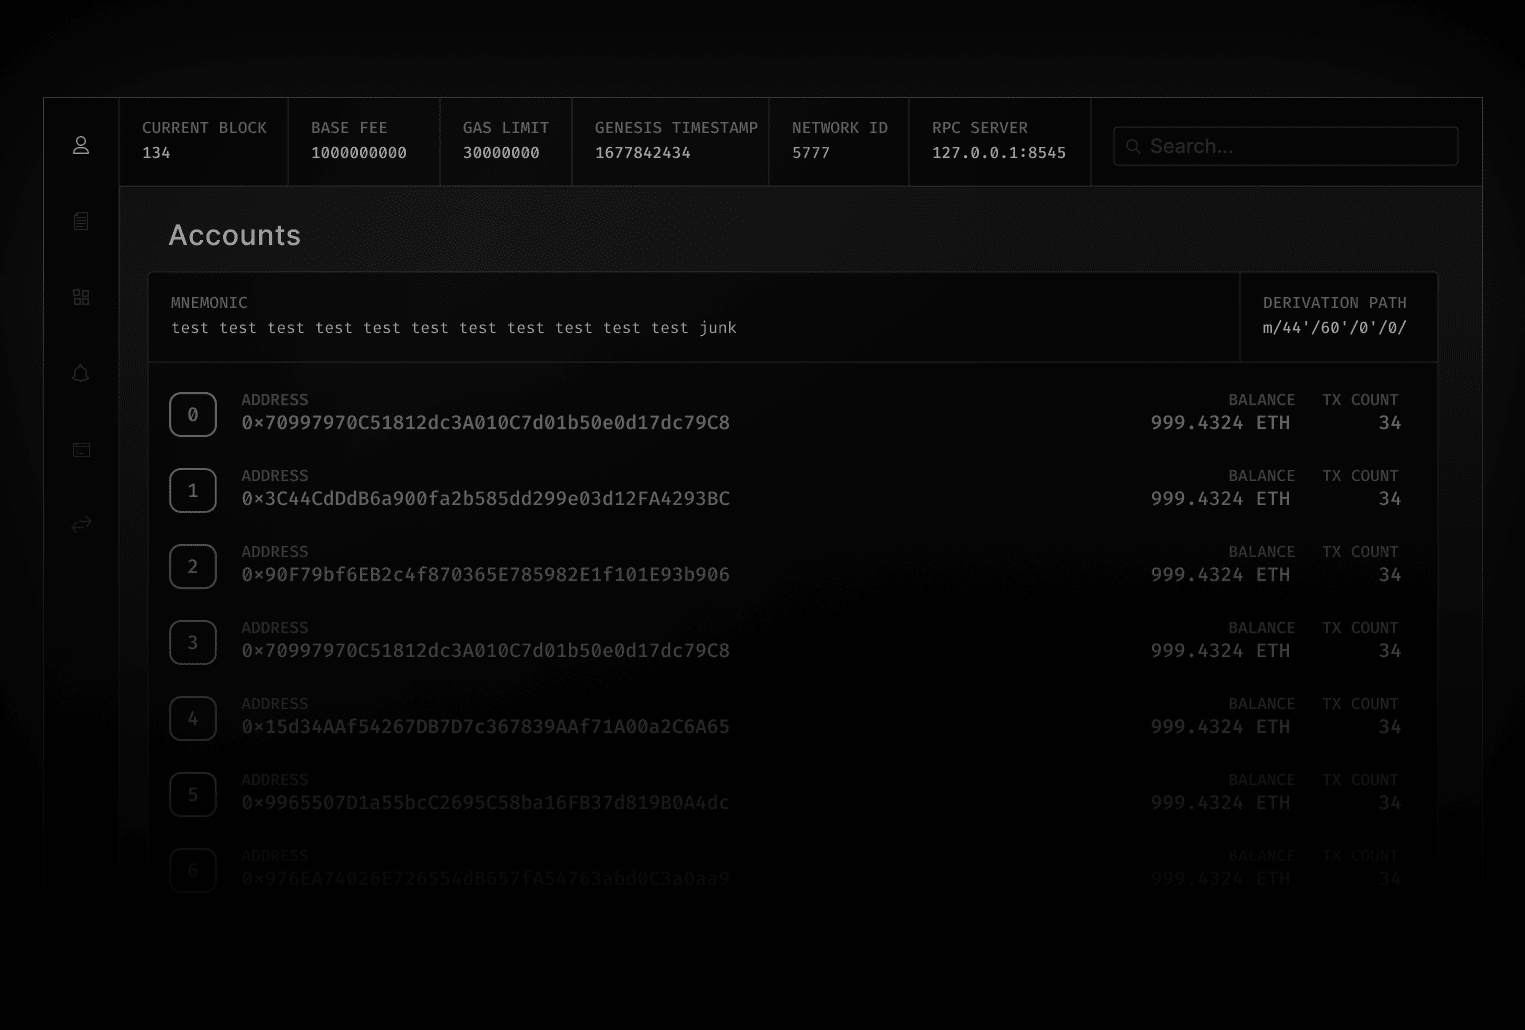 CURRENT BLOCK
134
BASE FEE
1000000000
GAS LIMIT
30000000
GENESIS TIMESTAMP
1677842434
NETWORK ID
5777
RPC SERVER
127.0.0.1:8545
Search...
Accounts
MNEMONIC
test test test test test test test test test test test junk
DERIVATION PATH
m/44'/60'/0'/0/
0
ADDRESS
0×70997970C51812dc3A010C7d01b50e0d17dc79C8
BALANCE
999.4324 ETH
TX COUNT
34
1
ADDRESS
0×3C44CdDdB6a900fa2b585dd299e03d12FA4293BC
BALANCE
999.4324 ETH
TX COUNT
34
2
ADDRESS
0×90F79bf6EB2c4f870365E785982E1f101E93b906
BALANCE
999.4324 ETH
TX COUNT
34
3
ADDRESS
0×70997970C51812dc3A010C7d01b50e0d17dc79C8
BALANCE
999.4324 ETH
TX COUNT
34
4
ADDRESS
0×15d34AAf54267DB7D7c367839AAf71A00a2C6A65
BALANCE
999.4324 ETH
TX COUNT
34
5
ADDRESS
0×9965507D1a55bcC2695C58ba16FB37d819B0A4dc
BALANCE
999.4324 ETH
TX COUNT
34
6
ADDRESS
0×976EA74026E726554dB657fA54763abd0C3a0aa9
BALANCE
999.4324 ETH
TX COUNT
34